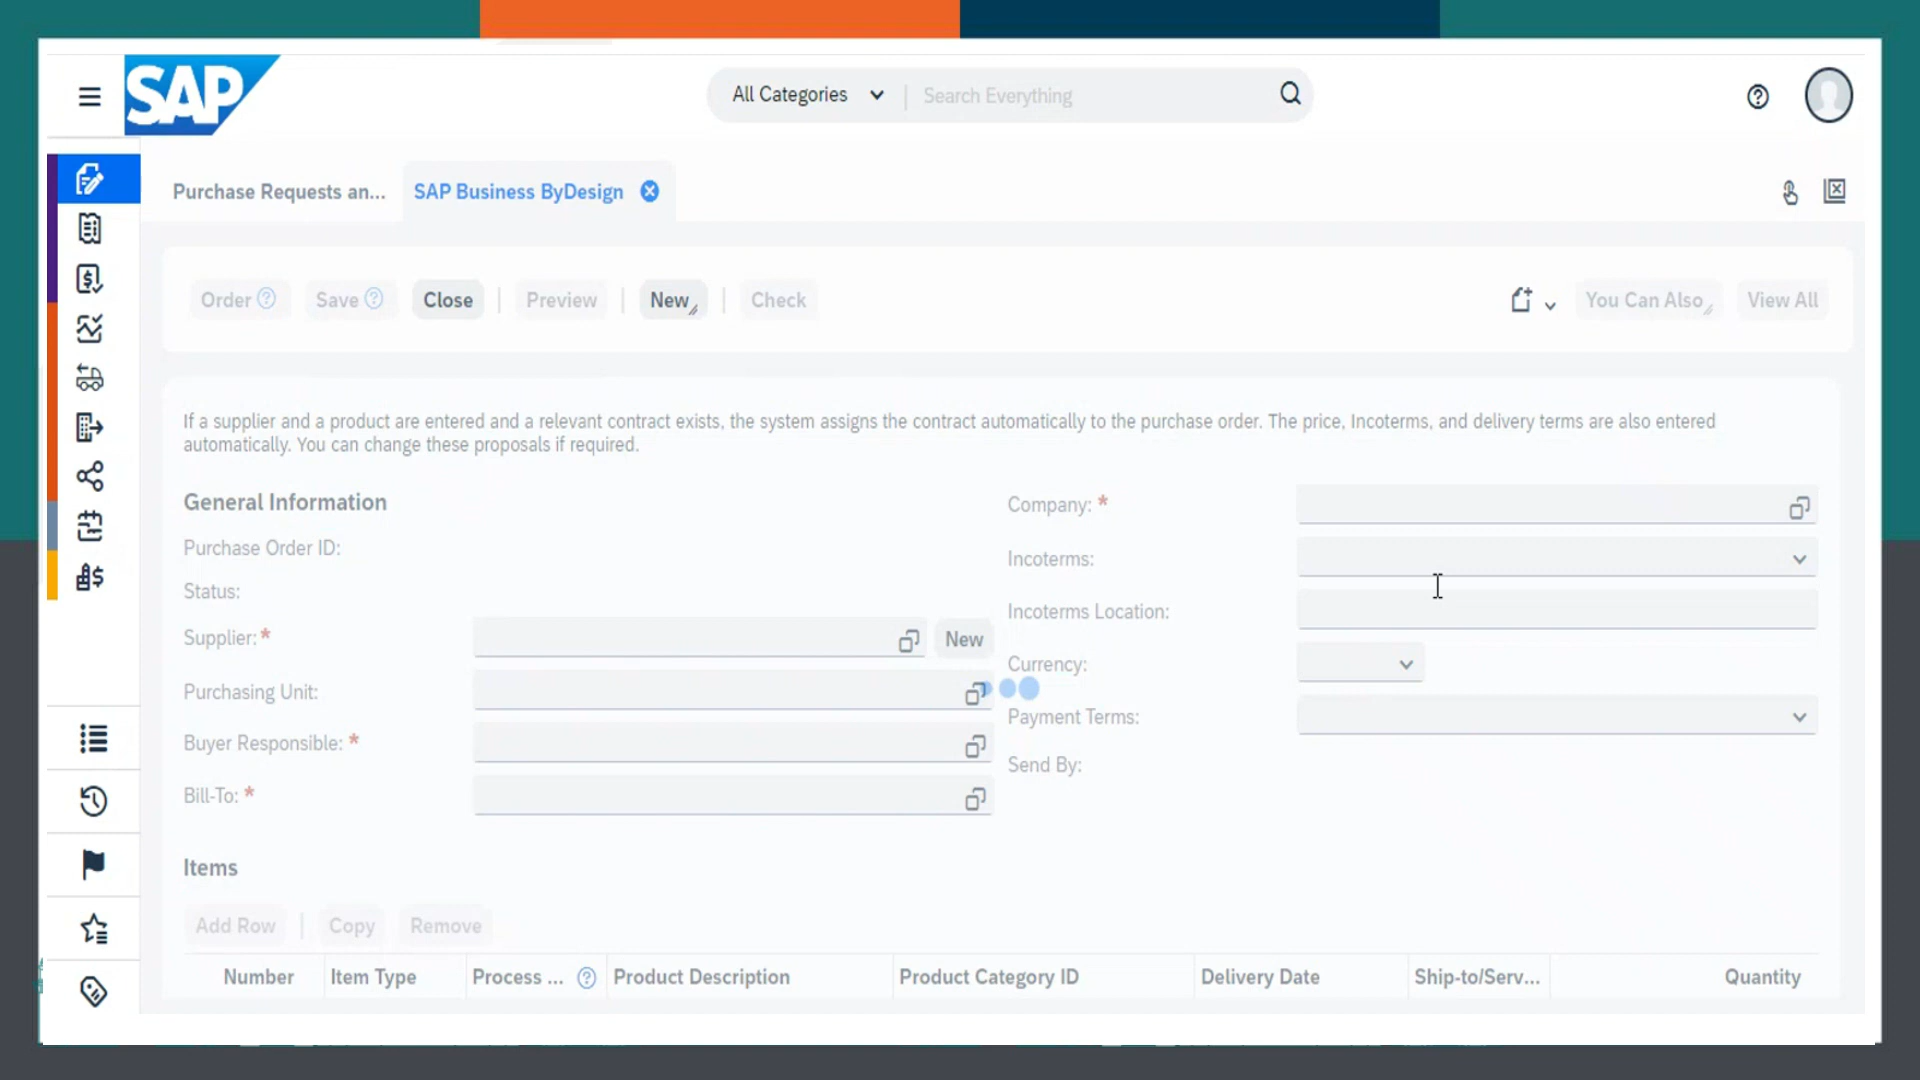 SAP
All Categories
Search Everything
Purchase Requests an...
SAP Business ByDesign
Order
Save
Close
Preview
New
Check
You Can Also
View All
If a supplier and a product are entered and a relevant contract exists, the system assigns the contract automatically to the purchase order. The price, Incoterms, and delivery terms are also entered
automatically. You can change these proposals if required.
General Information
Purchase Order ID:
Status:
Supplier: *
New
Purchasing Unit:
Buyer Responsible: *
Bill-To: *
Company: *
Incoterms:
Incoterms Location:
Currency:
Payment Terms:
Send By:
Items
Add Row
Copy
Remove
Number
Item Type
Process ...
Product Description
Product Category ID
Delivery Date
Ship-to/Serv...
Quantity